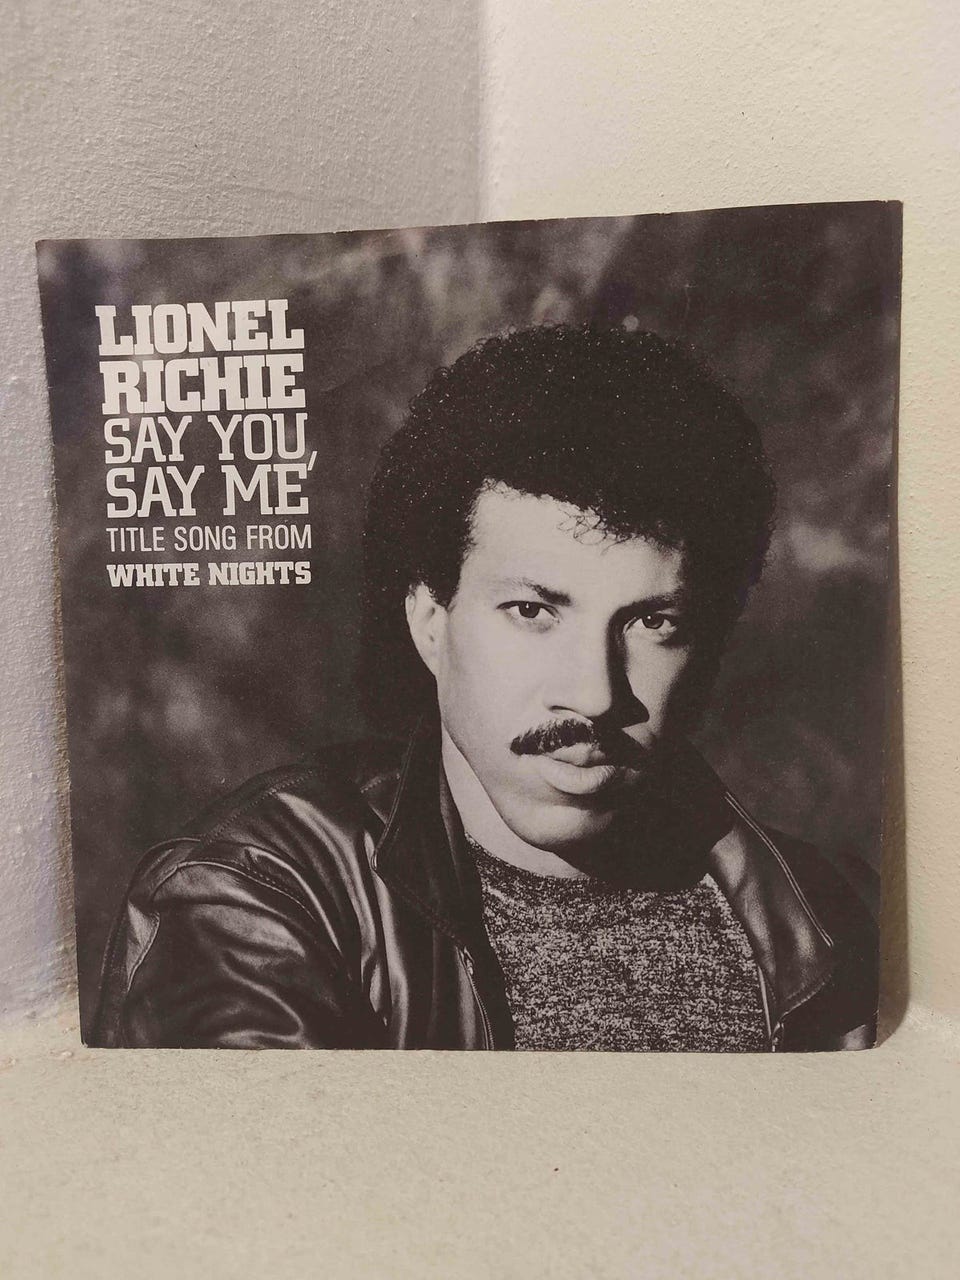 LIONEL
RICHIE
SAY YOU,
SAY ME
TITLE SONG FROM
WHITE NIGHTS